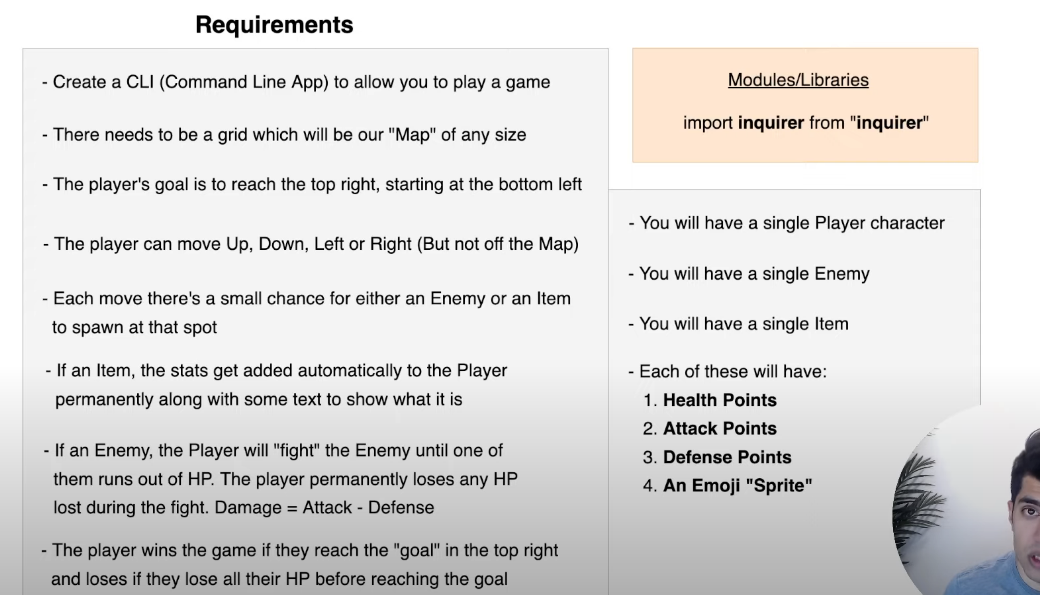 Requirements
- Create a CLI (Command Line App) to allow you to play a game
- There needs to be a grid which will be our "Map" of any size
- The player's goal is to reach the top right, starting at the bottom left
- The player can move Up, Down, Left or Right (But not off the Map)
- Each move there's a small chance for either an Enemy or an Item
to spawn at that spot
- If an Item, the stats get added automatically to the Player
permanently along with some text to show what it is
- If an Enemy, the Player will "fight" the Enemy until one of
them runs out of HP. The player permanently loses any HP
lost during the fight. Damage = Attack - Defense
- The player wins the game if they reach the "goal" in the top right
and loses if they lose all their HP before reaching the goal
Modules/Libraries
import inquirer from "inquirer"
- You will have a single Player character
- You will have a single Enemy
- You will have a single Item
- Each of these will have:
1. Health Points
2. Attack Points
3. Defense Points
4. An Emoji "Sprite"